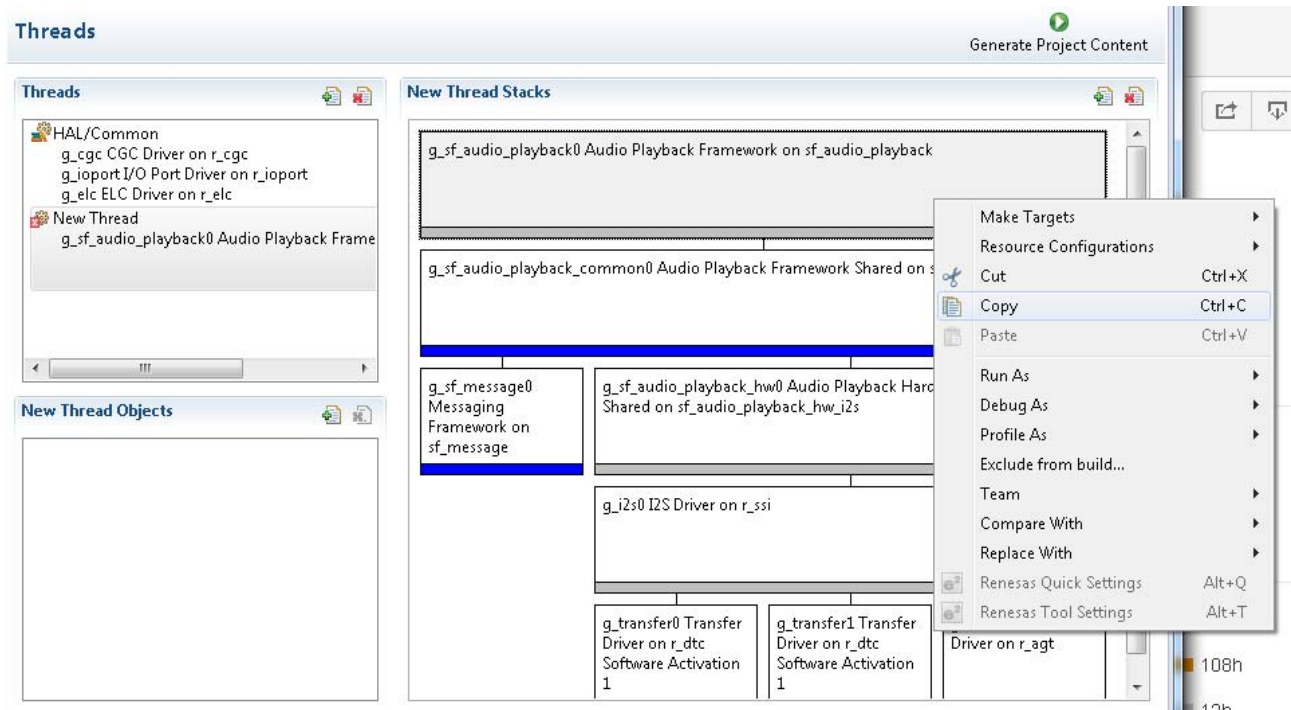 Threads
Generate Project Content
Threads
HAL/Common
g_cgc CGC Driver on r_cgc
g_ioport I/O Port Driver on r_ioport
g_elc ELC Driver on r_elc
New Thread
g_sf_audio_playback0 Audio Playback Frame
New Thread Objects
New Thread Stacks
g_sf_audio_playback0 Audio Playback Framework on sf_audio_playback
g_sf_audio_playback_common0 Audio Playback Framework Shared on s
g_sf_message0
Messaging
Framework on
sf_message
g_sf_audio_playback_hw0 Audio Playback Hard
Shared on sf_audio_playback_hw_i2s
g_i2s0 I2S Driver on r_ssi
g_transfer0 Transfer
Driver on r_dtc
Software Activation
1
g_transfer1 Transfer
Driver on r_dtc
Software Activation
1
Driver on r_agt
Make Targets
Resource Configurations
Cut Ctrl+X
Copy Ctrl+C
Paste Ctrl+V
Run As
Debug As
Profile As
Exclude from build...
Team
Compare With
Replace With
Renesas Quick Settings Alt+Q
Renesas Tool Settings Alt+T
108h